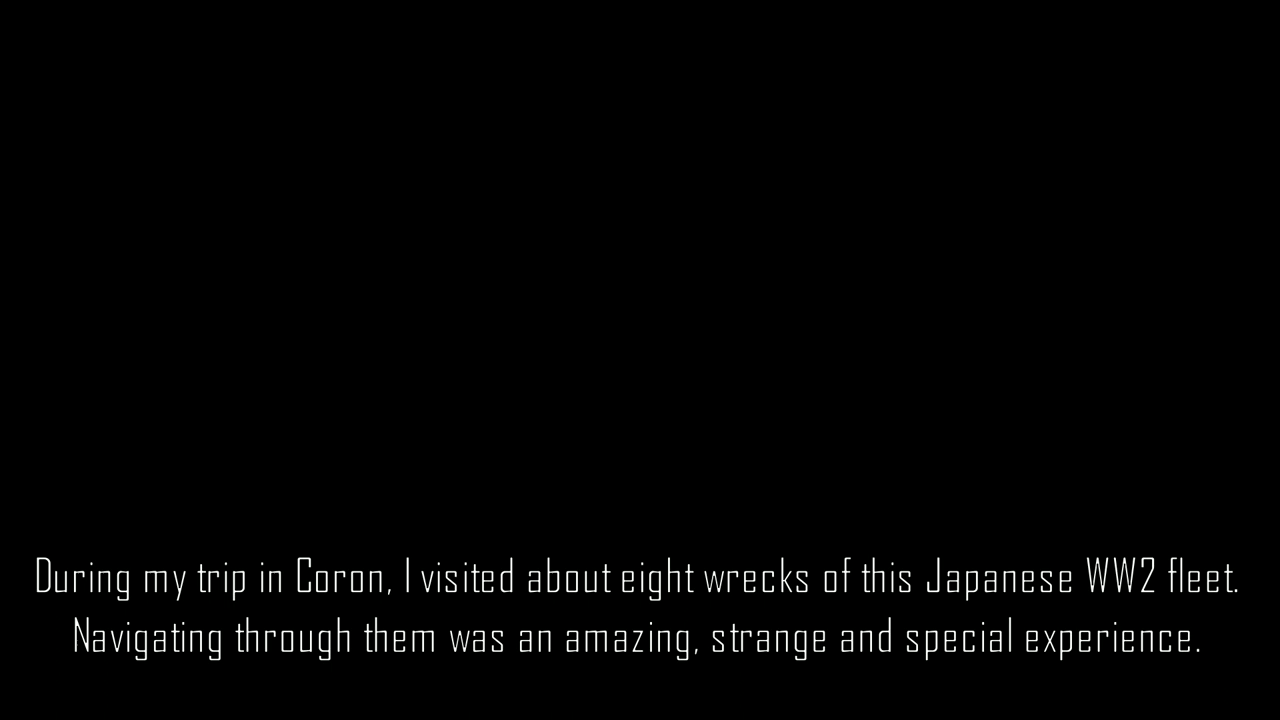 During my trip in Coron, I visited about eight wrecks of this Japanese WW2 fleet.
Navigating through them was an amazing, strange and special experience.